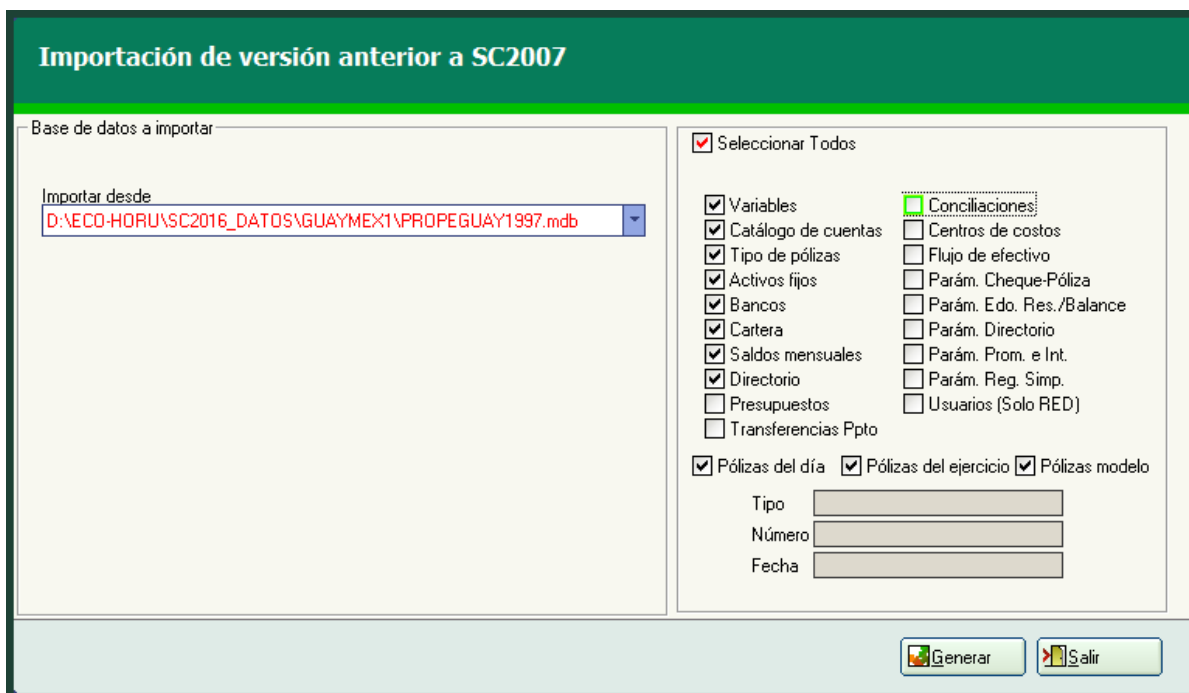 Importación de versión anterior a SC2007
Base de datos a importar
Importar desde
D:\ECO-HORU\SC2016_DATOS\GUAYMEX1\PROPEGUAY1997.mdb
Seleccionar Todos
Variables
Catálogo de cuentas
Tipo de pólizas
Activos fijos
Bancos
Cartera
Saldos mensuales
Directorio
Presupuestos
Transferencias Ppto
Conciliaciones
Centros de costos
Flujo de efectivo
Parám. Cheque-Póliza
Parám. Edo. Res./Balance
Parám. Directorio
Parám. Prom. e Int.
Parám. Reg. Simp.
Usuarios (Solo RED)
Pólizas del día Pólizas del ejercicio Pólizas modelo
Tipo
Número
Fecha
Generar Salir